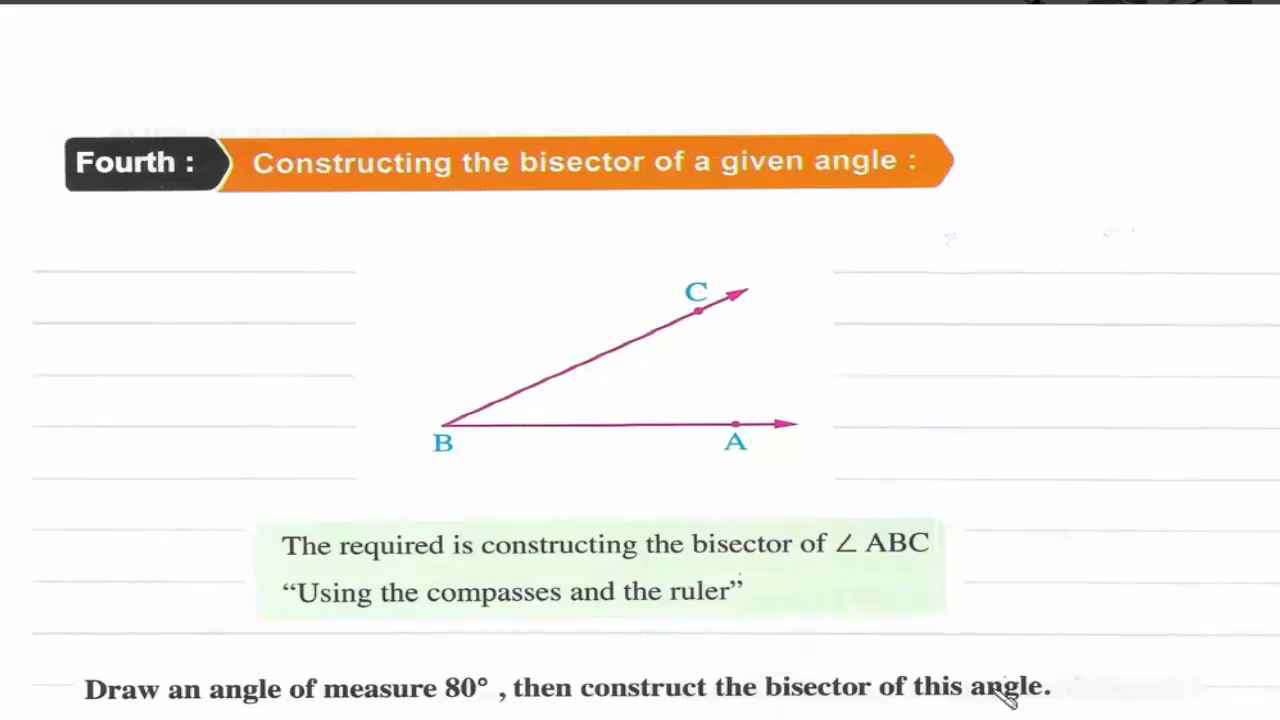 Fourth :
Constructing the bisector of a given angle :
C
B
A
The required is constructing the bisector of ∠ ABC
“Using the compasses and the ruler”
Draw an angle of measure 80° , then construct the bisector of this angle.